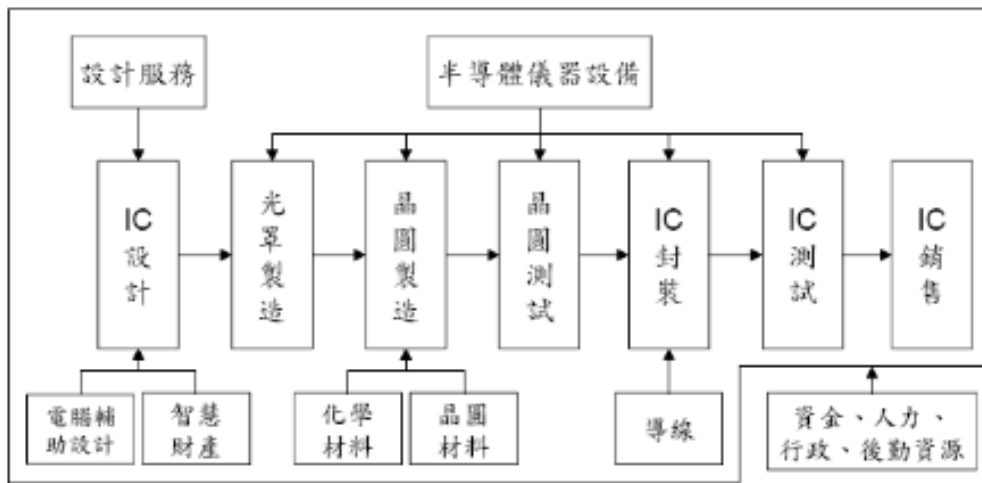 設計服務
半導體儀器設備
IC
設
計
光
罩
製
造
晶
圓
製
造
晶
圓
測
試
IC
封
裝
IC
測
試
IC
銷
售
電腦輔
助設計
智慧
財產
化學
材料
晶圓
材料
導線
資金、人力、
行政、後勤資源